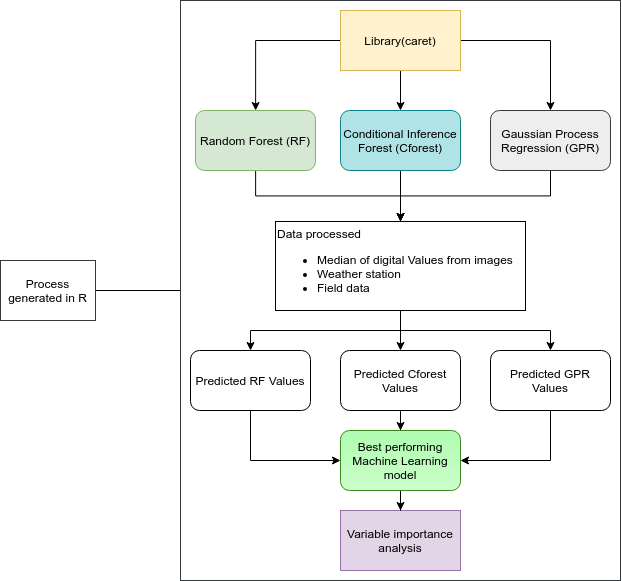 Library(caret)
Random Forest (RF)
Conditional Inference
Forest (Cforest)
Gaussian Process
Regression (GPR)
Data processed
• Median of digital Values from images
• Weather station
• Field data
Process
generated in R
Predicted RF Values
Predicted Cforest
Values
Predicted GPR
Values
Best performing
Machine Learning
model
Variable importance
analysis